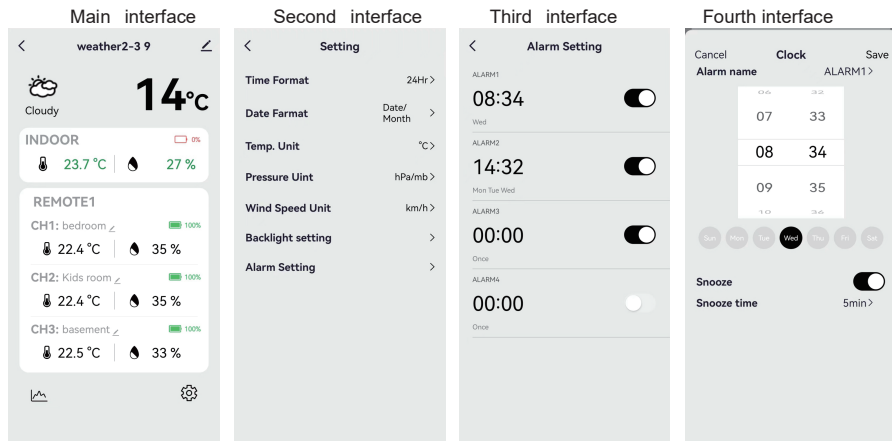 Main interface
weather2-3 9
14°C
Cloudy
INDOOR
0%
23.7 °C
27 %
REMOTE1
CH1: bedroom
100%
22.4 °C
35 %
CH2: Kids room
100%
22.4 °C
35 %
CH3: basement
100%
22.5 °C
33 %
Second interface
Setting
Time Format 24Hr >
Date Farmat Date/
Month >
Temp. Unit °C >
Pressure Uint hPa/mb >
Wind Speed Unit km/h >
Backlight setting >
Alarm Setting >
Third interface
Alarm Setting
ALARM1
08:34
Wed
ALARM2
14:32
Mon Tue Wed
ALARM3
00:00
Once
ALARM4
00:00
Once
Fourth interface
Cancel Clock Save
Alarm name ALARM1 >
06 32
07 33
08 34
09 35
10 36
Sun Mon Tue Wed Thu Fri Sat
Snooze
Snooze time 5min >